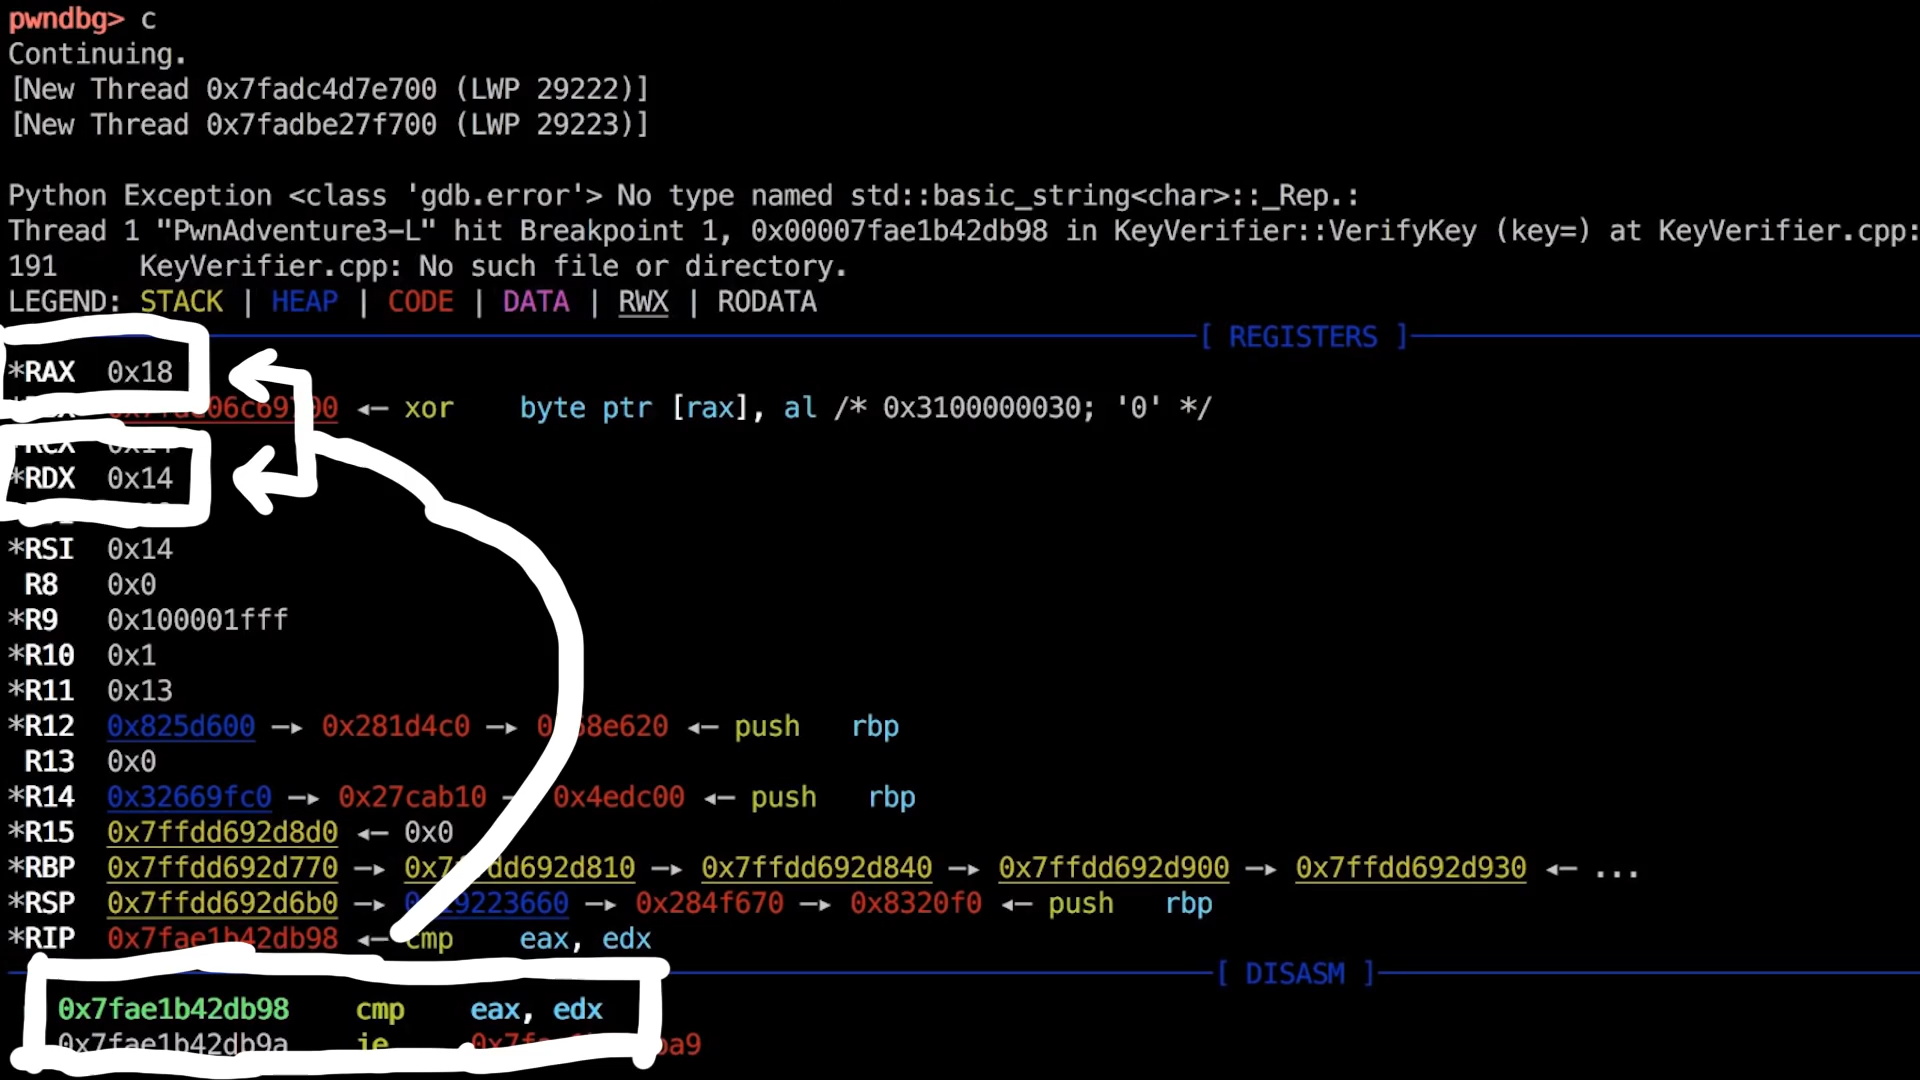 pwndbg> c
Continuing.
[New Thread 0x7fadc4d7e700 (LWP 29222)]
[New Thread 0x7fadbe27f700 (LWP 29223)]
Python Exception <class 'gdb.error'> No type named std::basic_string<char>::_Rep.:
Thread 1 "PwnAdventure3-L" hit Breakpoint 1, 0x00007fae1b42db98 in KeyVerifier::VerifyKey (key=) at KeyVerifier.cpp:
191     KeyVerifier.cpp: No such file or directory.
LEGEND: STACK | HEAP | CODE | DATA | RWX | RODATA
[ REGISTERS ]
*RAX  0x18
◂— xor    byte ptr [rax], al /* 0x3100000030; '0' */
*RCX  0x14
*RDX  0x14
*RSI  0x14
R8   0x0
*R9   0x100001fff
*R10  0x1
*R11  0x13
*R12  0x825d600 —▸ 0x281d4c0 —▸ ◂— push   rbp
R13  0x0
*R14  0x32669fc0 —▸ 0x27cab10 — 0x4edc00 ◂— push   rbp
*R15  0x7ffdd692d8d0 ◂— 0x0
*RBP  0x7ffdd692d770 —▸ 0x7ffdd692d810 —▸ 0x7ffdd692d840 —▸ 0x7ffdd692d900 —▸ 0x7ffdd692d930 ◂— ...
*RSP  0x7ffdd692d6b0 —▸ —▸ 0x284f670 —▸ 0x8320f0 ◂— push   rbp
*RIP  0x7fae1b42db98 ◂— cmp    eax, edx
[ DISASM ]
0x7fae1b42db98    cmp    eax, edx
0x7fae1b42db9a    je